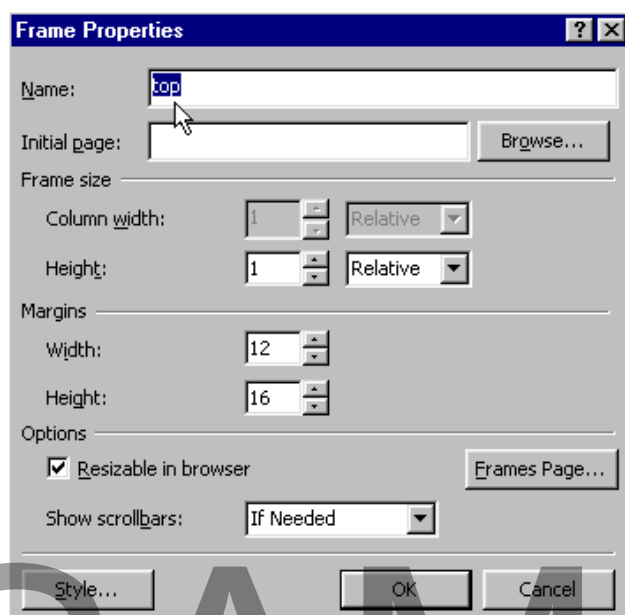 Frame Properties
Name: top
Initial page: Browse...
Frame size
Column width: 1 Relative
Height: 1 Relative
Margins
Width: 12
Height: 16
Options
Resizable in browser Frames Page...
Show scrollbars: If Needed
Style... OK Cancel